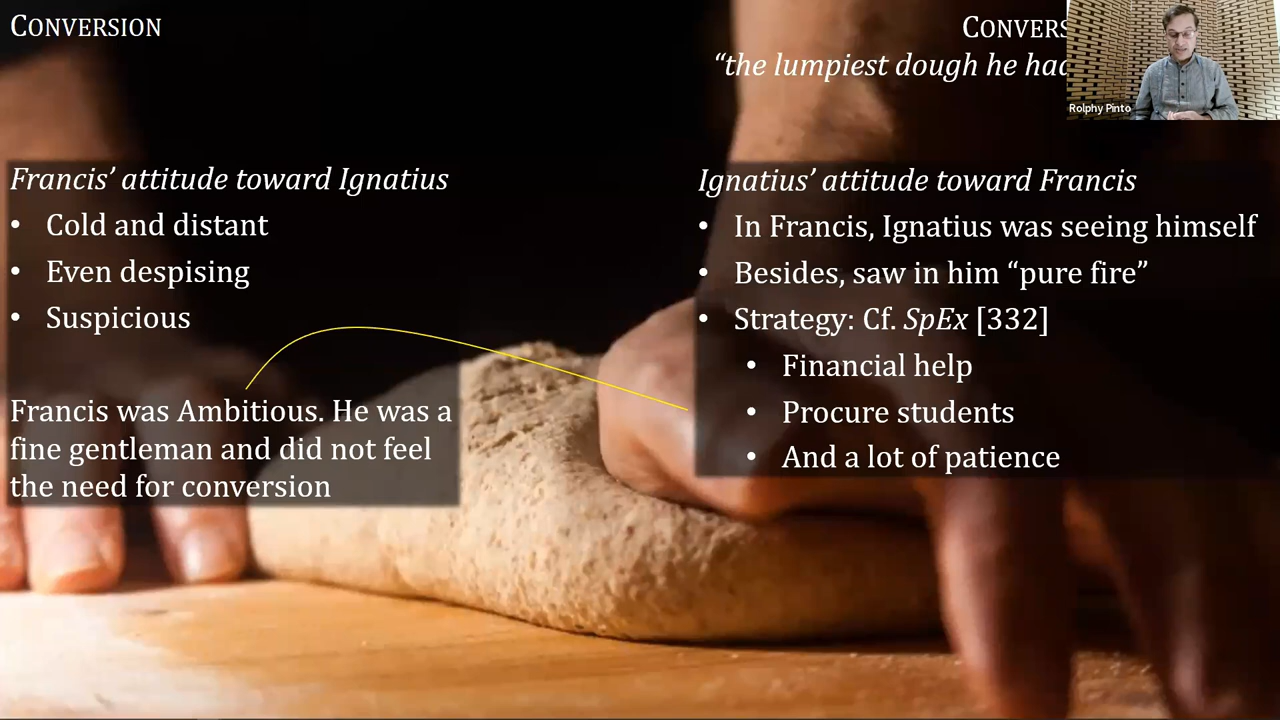 CONVERSION
Francis’ attitude toward Ignatius
• Cold and distant
• Even despising
• Suspicious
Francis was Ambitious. He was a
fine gentleman and did not feel
the need for conversion
“the lumpiest dough he had
Rolphy Pinto
Ignatius’ attitude toward Francis
• In Francis, Ignatius was seeing himself
• Besides, saw in him “pure fire”
• Strategy: Cf. SpEx [332]
• Financial help
• Procure students
• And a lot of patience